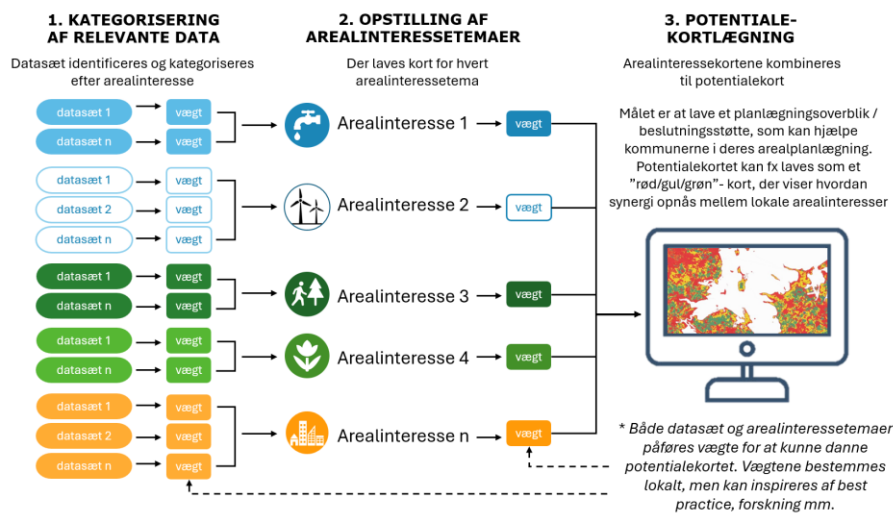 1. KATEGORISERING
AF RELEVANTE DATA
Datasæt identificeres og kategoriseres
efter arealinteresse
datasæt 1
vægt
datasæt n
vægt
datasæt 1
vægt
datasæt 2
vægt
datasæt n
vægt
datasæt 1
vægt
datasæt n
vægt
datasæt 1
vægt
datasæt n
vægt
datasæt 1
vægt
datasæt 2
vægt
datasæt n
vægt
2. OPSTILLING AF
AREALINTERESSETEMAER
Der laves kort for hvert
arealinteressetema
Arealinteresse 1
vægt
Arealinteresse 2
vægt
Arealinteresse 3
vægt
Arealinteresse 4
vægt
Arealinteresse n
vægt
3. POTENTIALE-
KORTLÆGNING
Arealinteressekortene kombineres
til potentialekort
Målet er at lave et planlægningsoverblik /
beslutningsstøtte, som kan hjælpe
kommunerne i deres arealplanlægning.
Potentialekortet kan fx laves som et
”rød/gul/grøn”- kort, der viser hvordan
synergi opnås mellem lokale arealinteresser
* Både datasæt og arealinteressetemaer
påføres vægte for at kunne danne
potentialekortet. Vægtene bestemmes
lokalt, men kan inspireres af best
practice, forskning mm.